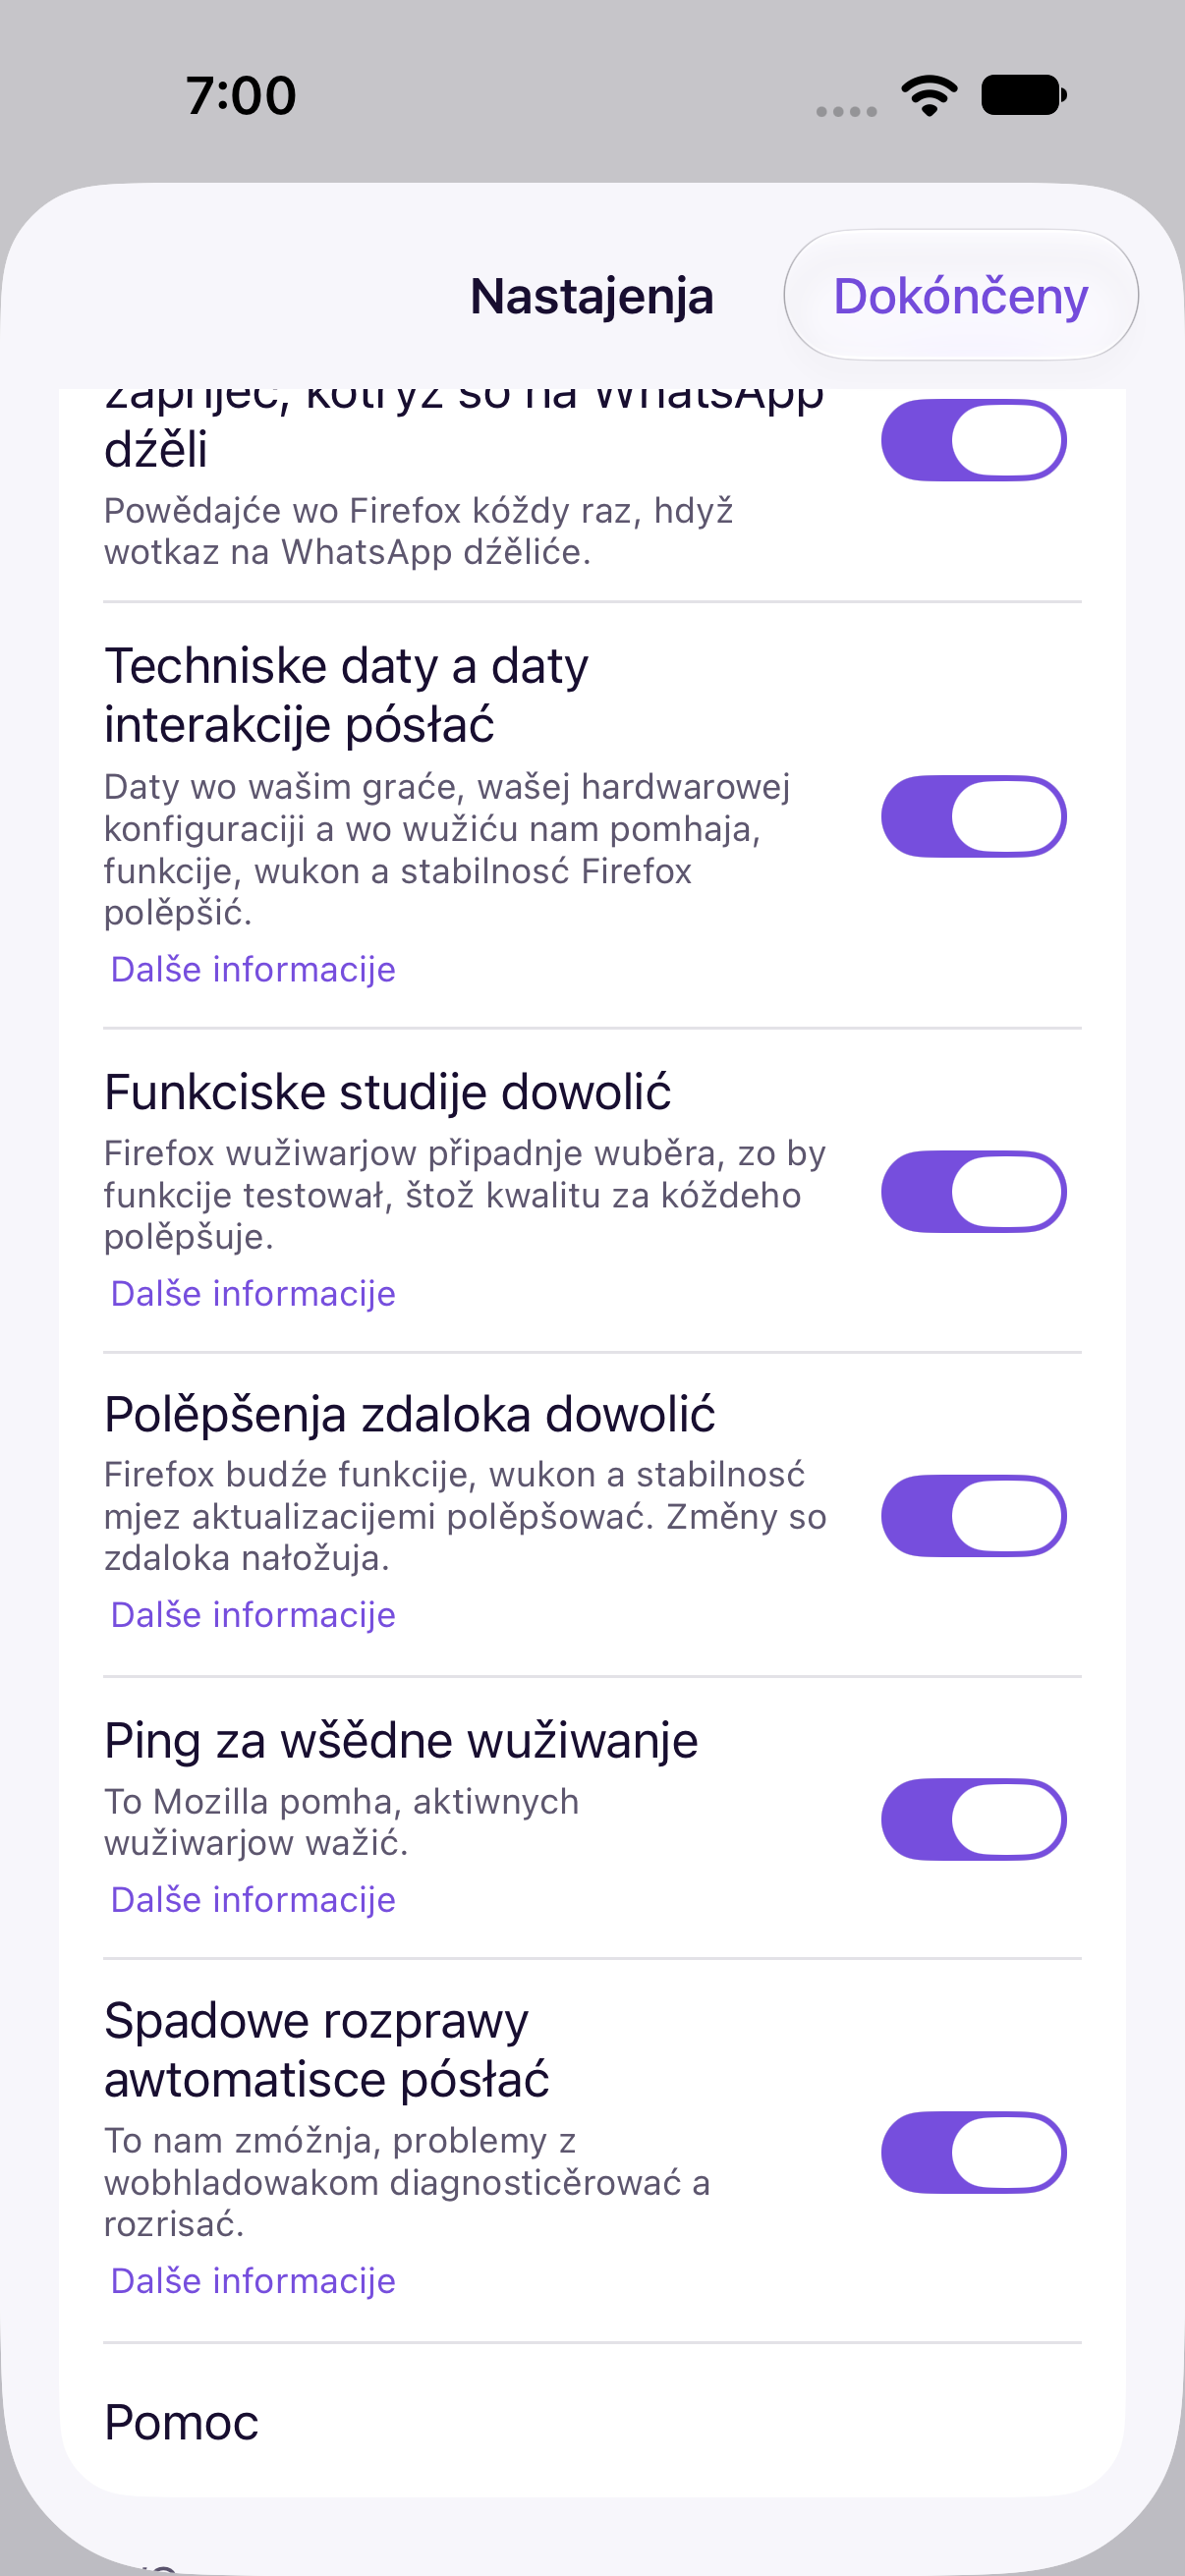 7:00
Nastajenja
Dokónčeny
zaprijeć, kotryž so na WhatsApp
dźěli
Powědajće wo Firefox kóždy raz, hdyž
wotkaz na WhatsApp dźěliće.
Techniske daty a daty
interakcije pósłać
Daty wo wašim graće, wašej hardwarowej
konfiguraciji a wo wužiću nam pomhaja,
funkcije, wukon a stabilnosć Firefox
polěpšić.
Dalše informacije
Funkciske studije dowolić
Firefox wužiwarjow připadnje wuběra, zo by
funkcije testował, štož kwalitu za kóždeho
polěpšuje.
Dalše informacije
Polěpšenja zdaloka dowolić
Firefox budźe funkcije, wukon a stabilnosć
mjez aktualizacijemi polěpšować. Změny so
zdaloka nałožuja.
Dalše informacije
Ping za wšědne wužiwanje
To Mozilla pomha, aktiwnych
wužiwarjow ważić.
Dalše informacije
Spadowe rozprawy
awtomatisce pósłać
To nam zmóžnja, problemy z
wobhladowakom diagnosticěrować a
rozrisać.
Dalše informacije
Pomoc